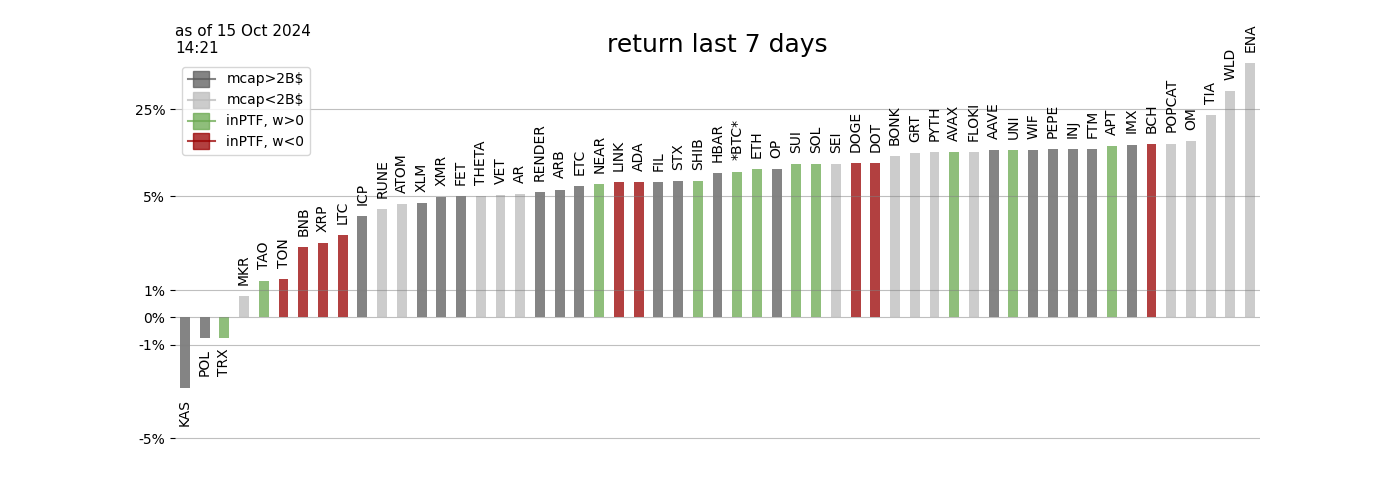 as of 15 Oct 2024
14:21
return last 7 days
mcap>2B$
mcap<2B$
inPTF, w>0
inPTF, w<0
25%
5%
1%
0%
-1%
-5%
KAS
POL
TRX
MKR
TAO
TON
BNB
XRP
LTC
ICP
RUNE
ATOM
XLM
XMR
FET
THETA
VET
AR
RENDER
ARB
ETC
NEAR
LINK
ADA
FIL
STX
SHIB
HBAR
*BTC*
ETH
OP
SUI
SOL
SEI
DOGE
DOT
BONK
GRT
PYTH
AVAX
FLOKI
AAVE
UNI
WIF
PEPE
INJ
FTM
APT
IMX
BCH
POPCAT
OM
TIA
WLD
ENA